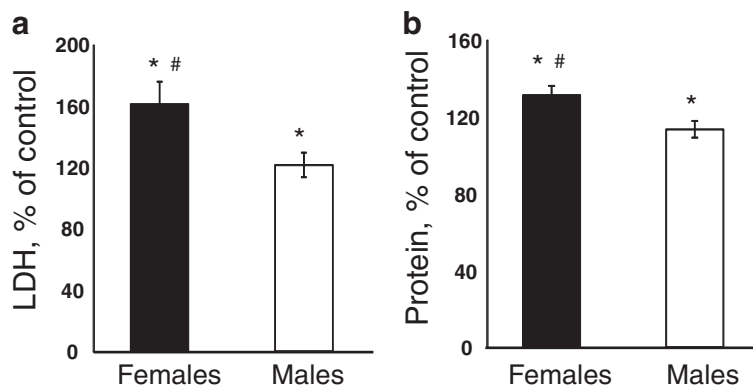 a
LDH, % of control
200
160
120
80
40
0
* #
*
Females Males
b
Protein, % of control
160
120
80
40
0
* #
*
Females Males